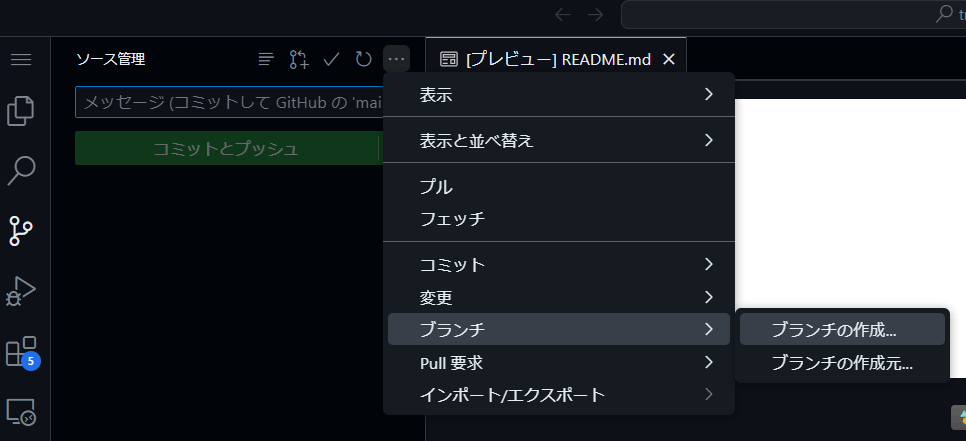 ソース管理
[プレビュー] README.md
メッセージ (コミットして GitHub の 'mai
コミットとプッシュ
表示
表示と並べ替え
プル
フェッチ
コミット
変更
ブランチ
ブランチの作成...
ブランチの作成元...
Pull 要求
インポート/エクスポート
5